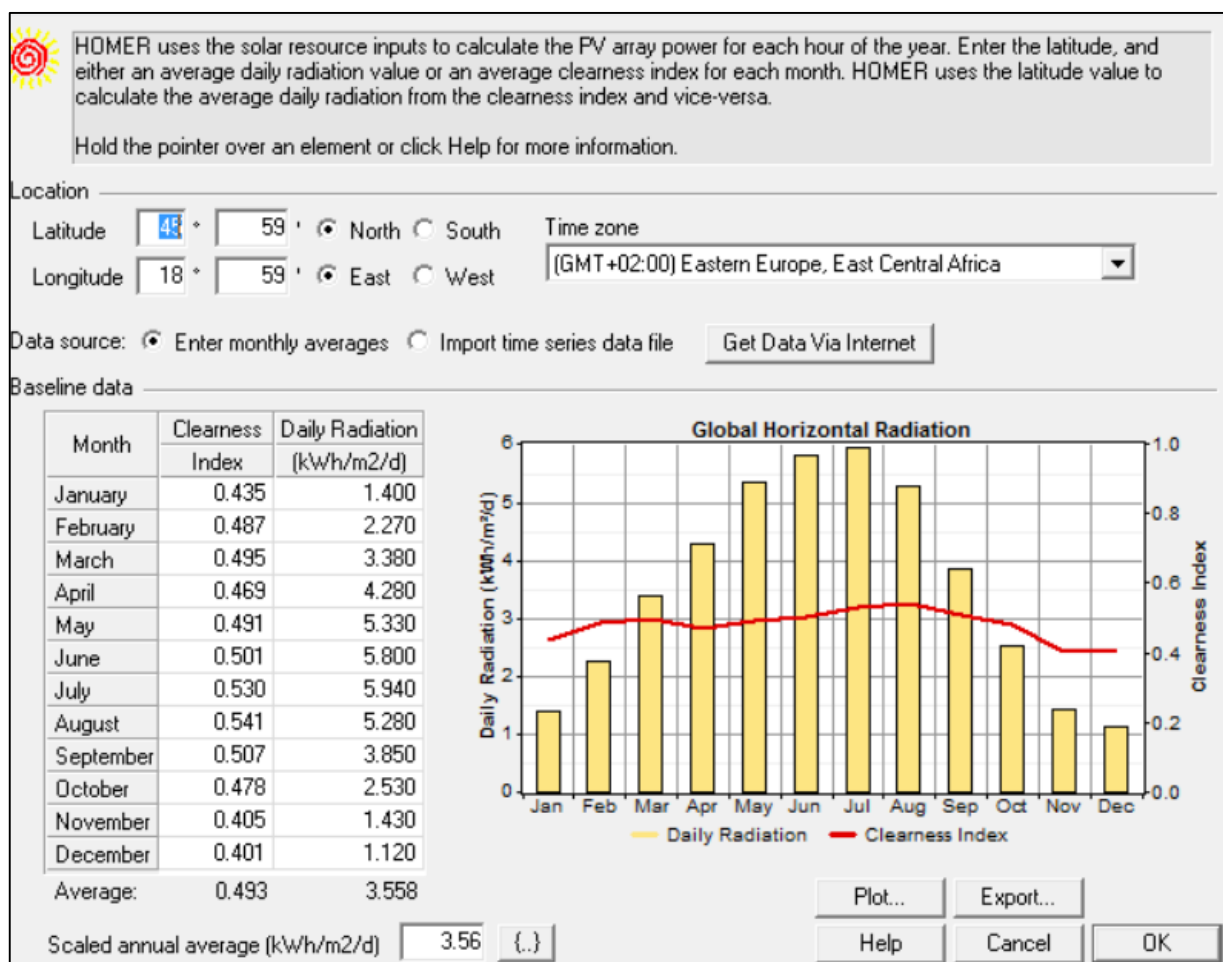 HOMER uses the solar resource inputs to calculate the PV array power for each hour of the year. Enter the latitude, and
either an average daily radiation value or an average clearness index for each month. HOMER uses the latitude value to
calculate the average daily radiation from the clearness index and vice-versa.
Hold the pointer over an element or click Help for more information.
Location
Latitude 45 ° 59 ' North South Time zone
Longitude 18 ° 59 ' East West (GMT+02:00) Eastern Europe, East Central Africa
Data source: Enter monthly averages Import time series data file Get Data Via Internet
Baseline data
Month Clearness Index Daily Radiation (kWh/m2/d)
January 0.435 1.400
February 0.487 2.270
March 0.495 3.380
April 0.469 4.280
May 0.491 5.330
June 0.501 5.800
July 0.530 5.940
August 0.541 5.280
September 0.507 3.850
October 0.478 2.530
November 0.405 1.430
December 0.401 1.120
Average: 0.493 3.558
Scaled annual average (kWh/m2/d) 3.56 {..}
Global Horizontal Radiation
Daily Radiation (kWh/m²/d)
6
5
4
3
2
1
0
Clearness Index
1.0
0.8
0.6
0.4
0.2
0.0
Jan Feb Mar Apr May Jun Jul Aug Sep Oct Nov Dec
Daily Radiation Clearness Index
Plot... Export...
Help Cancel OK